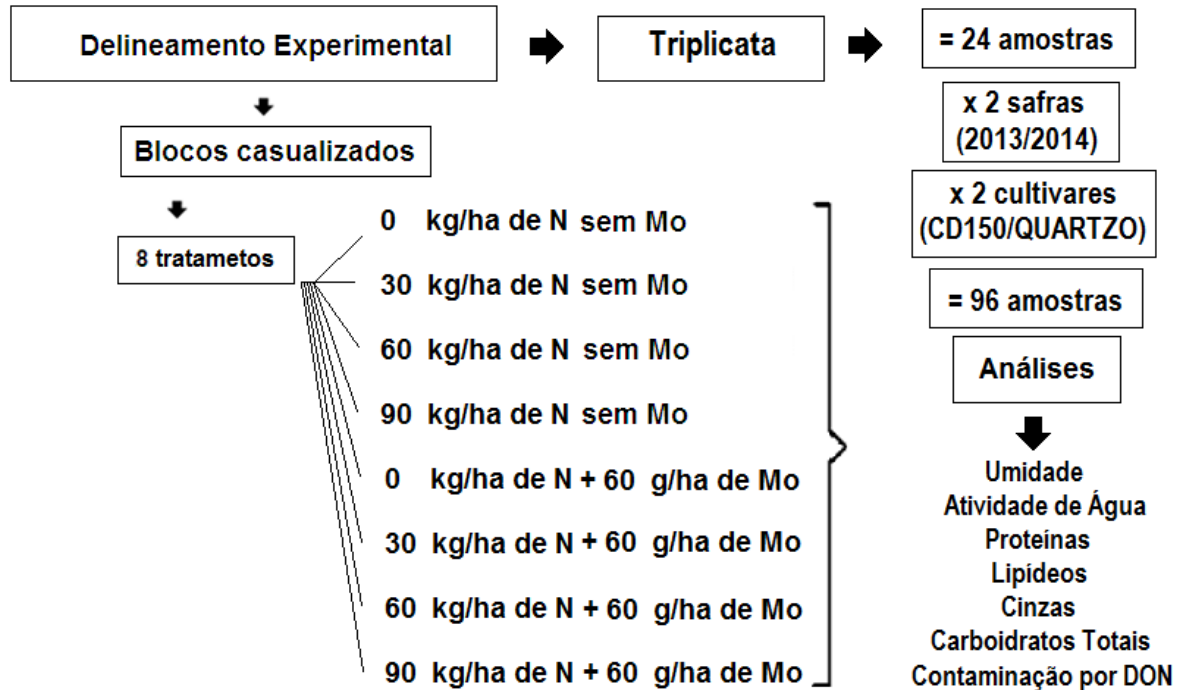 Delineamento Experimental
Triplicata
= 24 amostras
x 2 safras
(2013/2014)
x 2 cultivares
(CD150/QUARTZO)
= 96 amostras
Análises
Umidade
Atividade de Água
Proteínas
Lipídeos
Cinzas
Carboidratos Totais
Contaminação por DON
Blocos casualizados
8 tratametos
0 kg/ha de N sem Mo
30 kg/ha de N sem Mo
60 kg/ha de N sem Mo
90 kg/ha de N sem Mo
0 kg/ha de N + 60 g/ha de Mo
30 kg/ha de N + 60 g/ha de Mo
60 kg/ha de N + 60 g/ha de Mo
90 kg/ha de N + 60 g/ha de Mo